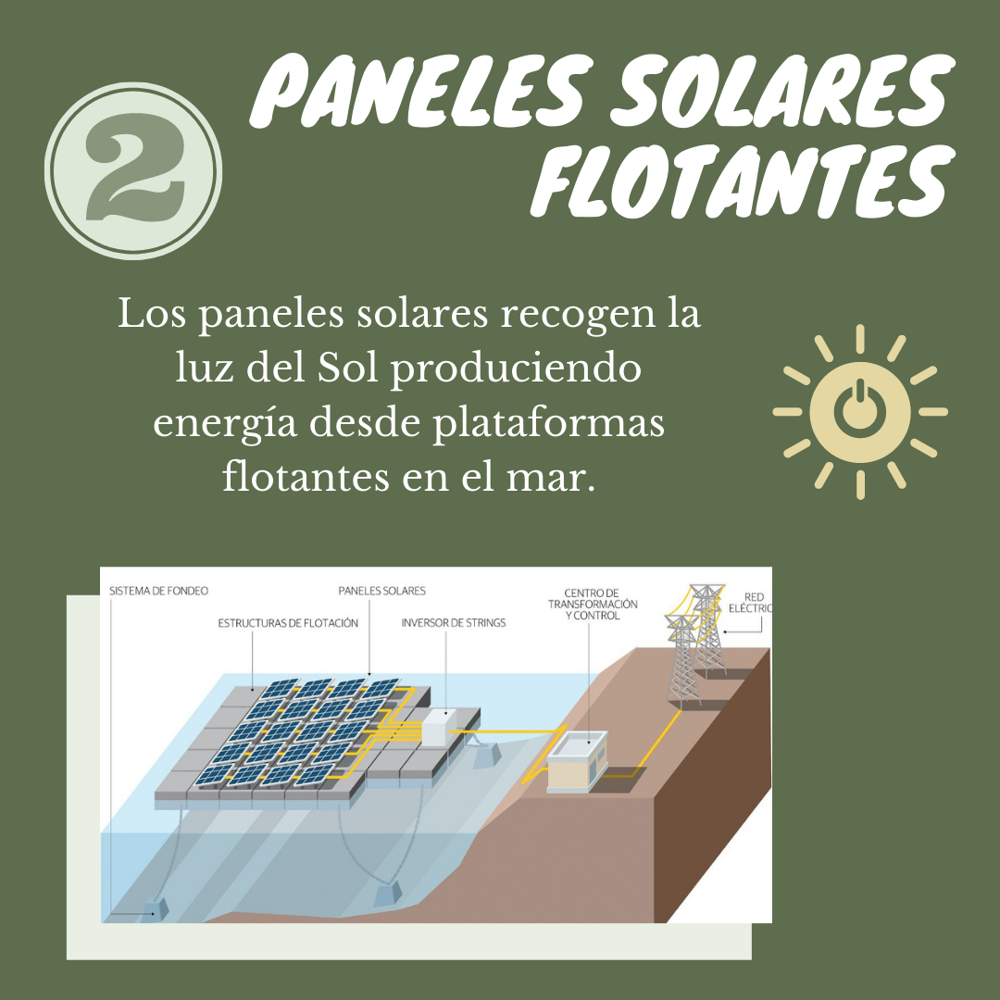 2
PANELES SOLARES
FLOTANTES
Los paneles solares recogen la
luz del Sol produciendo
energía desde plataformas
flotantes en el mar.
SISTEMA DE FONDEO
PANELES SOLARES
ESTRUCTURAS DE FLOTACIÓN
INVERSOR DE STRINGS
CENTRO DE
TRANSFORMACIÓN
Y CONTROL
RED
ELÉCTRIC